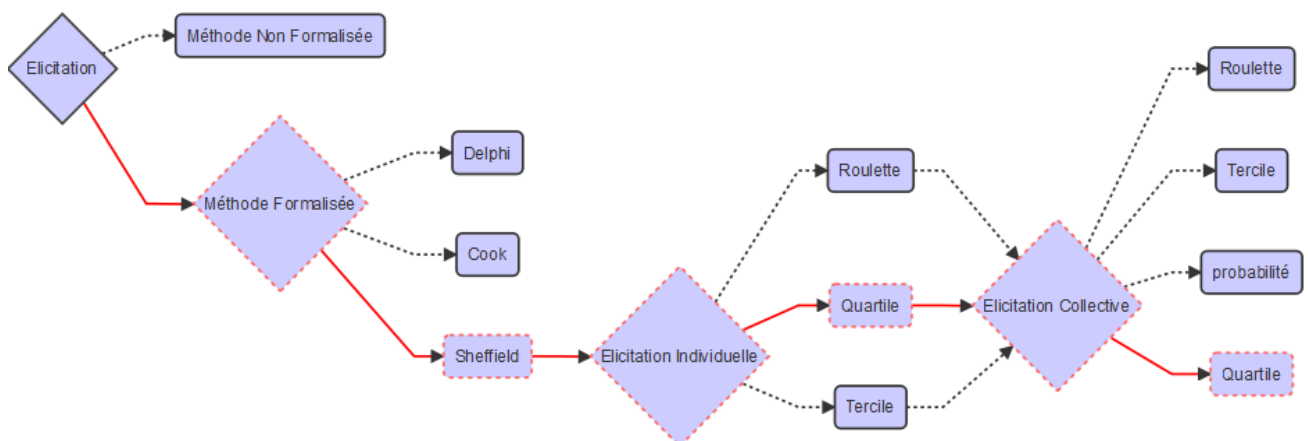 Elicitation
Méthode Non Formalisée
Méthode Formalisée
Delphi
Cook
Sheffield
Elicitation Individuelle
Roulette
Quartile
Tercile
Elicitation Collective
Roulette
Tercile
probabilité
Quartile